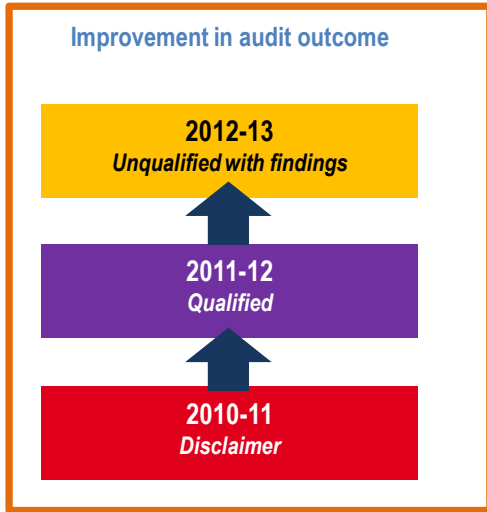 Improvement in audit outcome
2012-13
Unqualified with findings
2011-12
Qualified
2010-11
Disclaimer